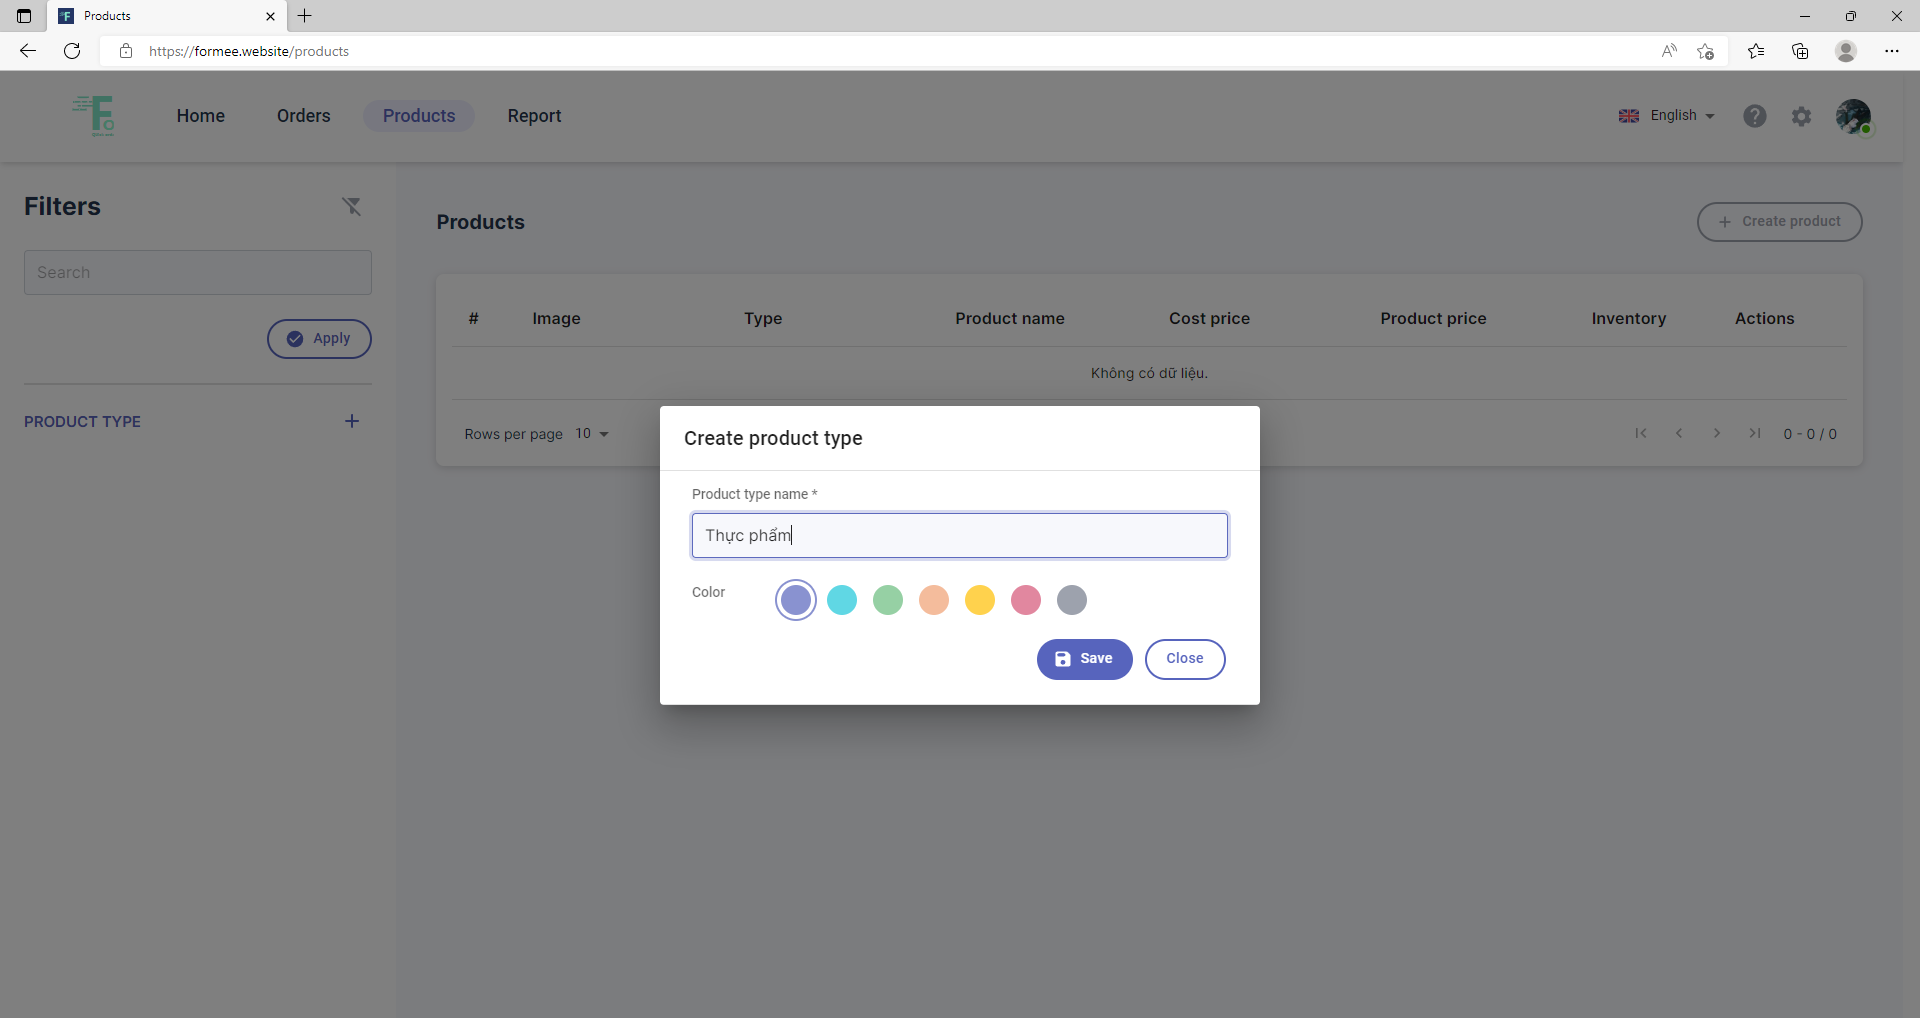 Products
https://formee.website/products
F
Home
Orders
Products
Report
English
Filters
Search
Apply
PRODUCT TYPE
Products
Create product
# Image Type Product name Cost price Product price Inventory Actions
Không có dữ liệu.
Rows per page 10
0 - 0 / 0
Create product type
Product type name *
Thực phẩm
Color
Save
Close